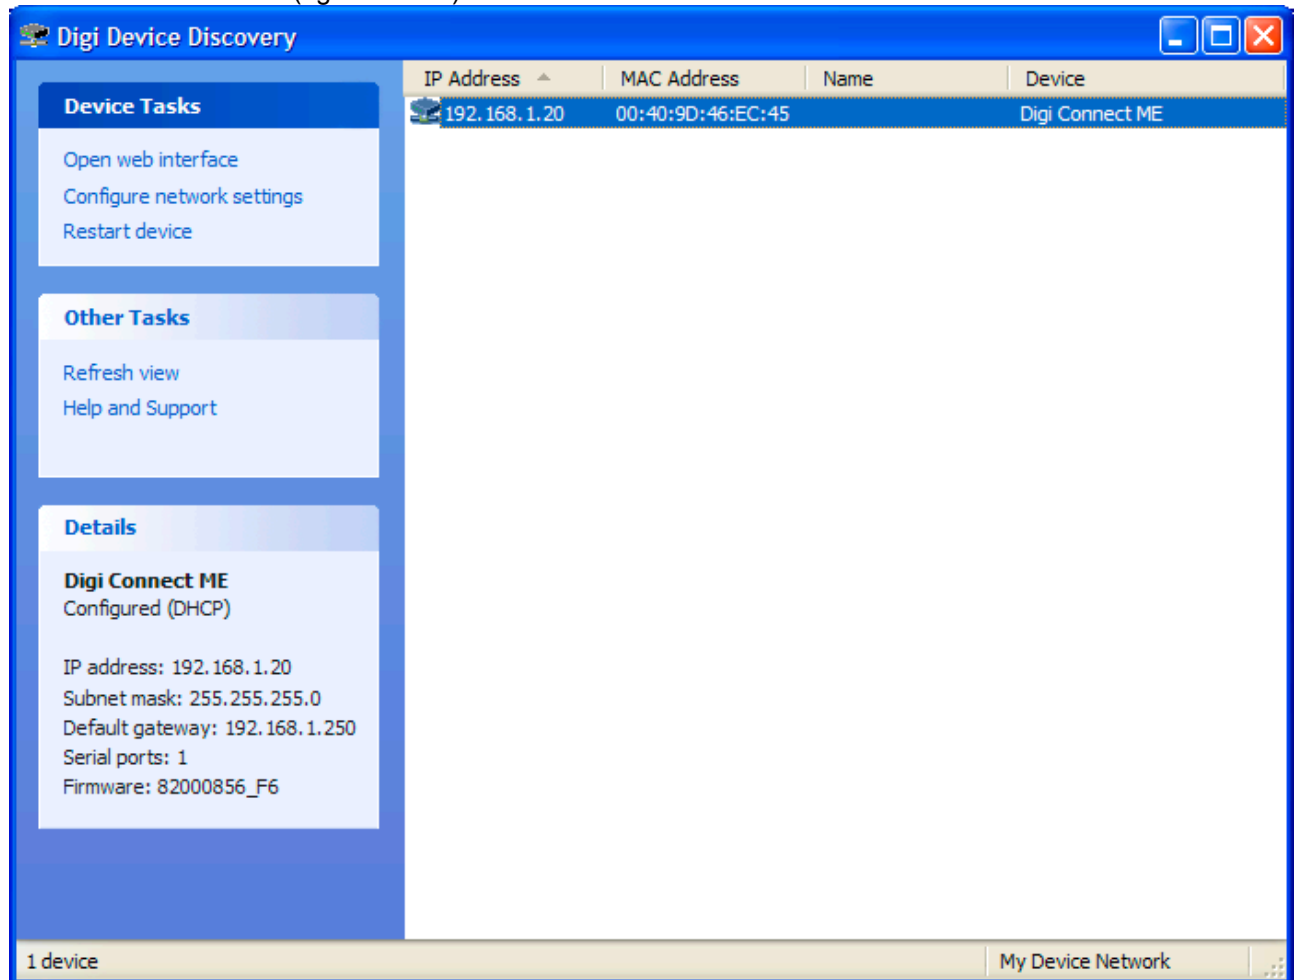 Digi Device Discovery
IP Address MAC Address Name Device
192.168.1.20 00:40:9D:46:EC:45 Digi Connect ME
Device Tasks
Open web interface
Configure network settings
Restart device
Other Tasks
Refresh view
Help and Support
Details
Digi Connect ME
Configured (DHCP)
IP address: 192.168.1.20
Subnet mask: 255.255.255.0
Default gateway: 192.168.1.250
Serial ports: 1
Firmware: 82000856_F6
1 device My Device Network